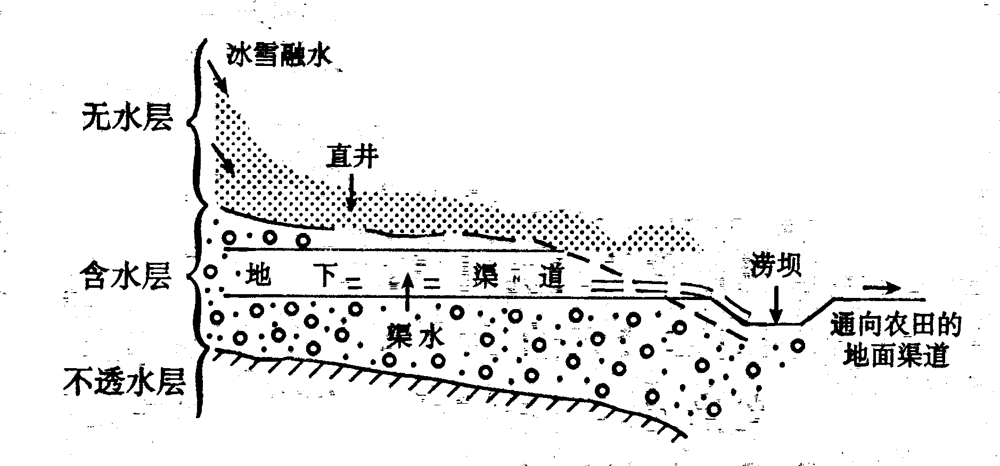 冰雪融水
无水层
直井
含水层
地下渠道
涝坝
渠水
通向农田的
地面渠道
不透水层